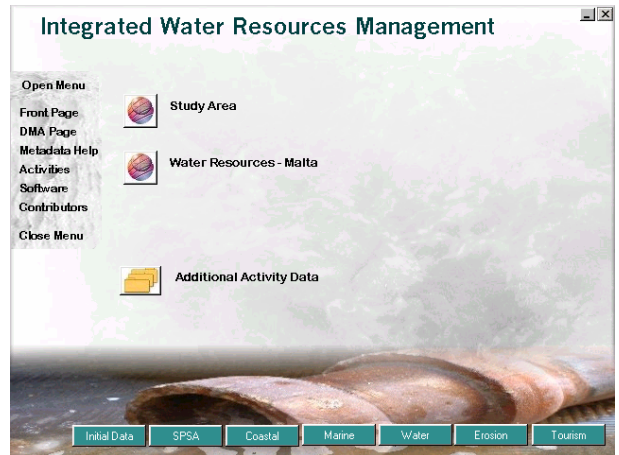 Integrated Water Resources Management
Open Menu
Front Page
DMA Page
Metadata Help
Activities
Software
Contributors
Close Menu
Study Area
Water Resources - Malta
Additional Activity Data
Initial Data
SPSA
Coastal
Marine
Water
Erosion
Tourism